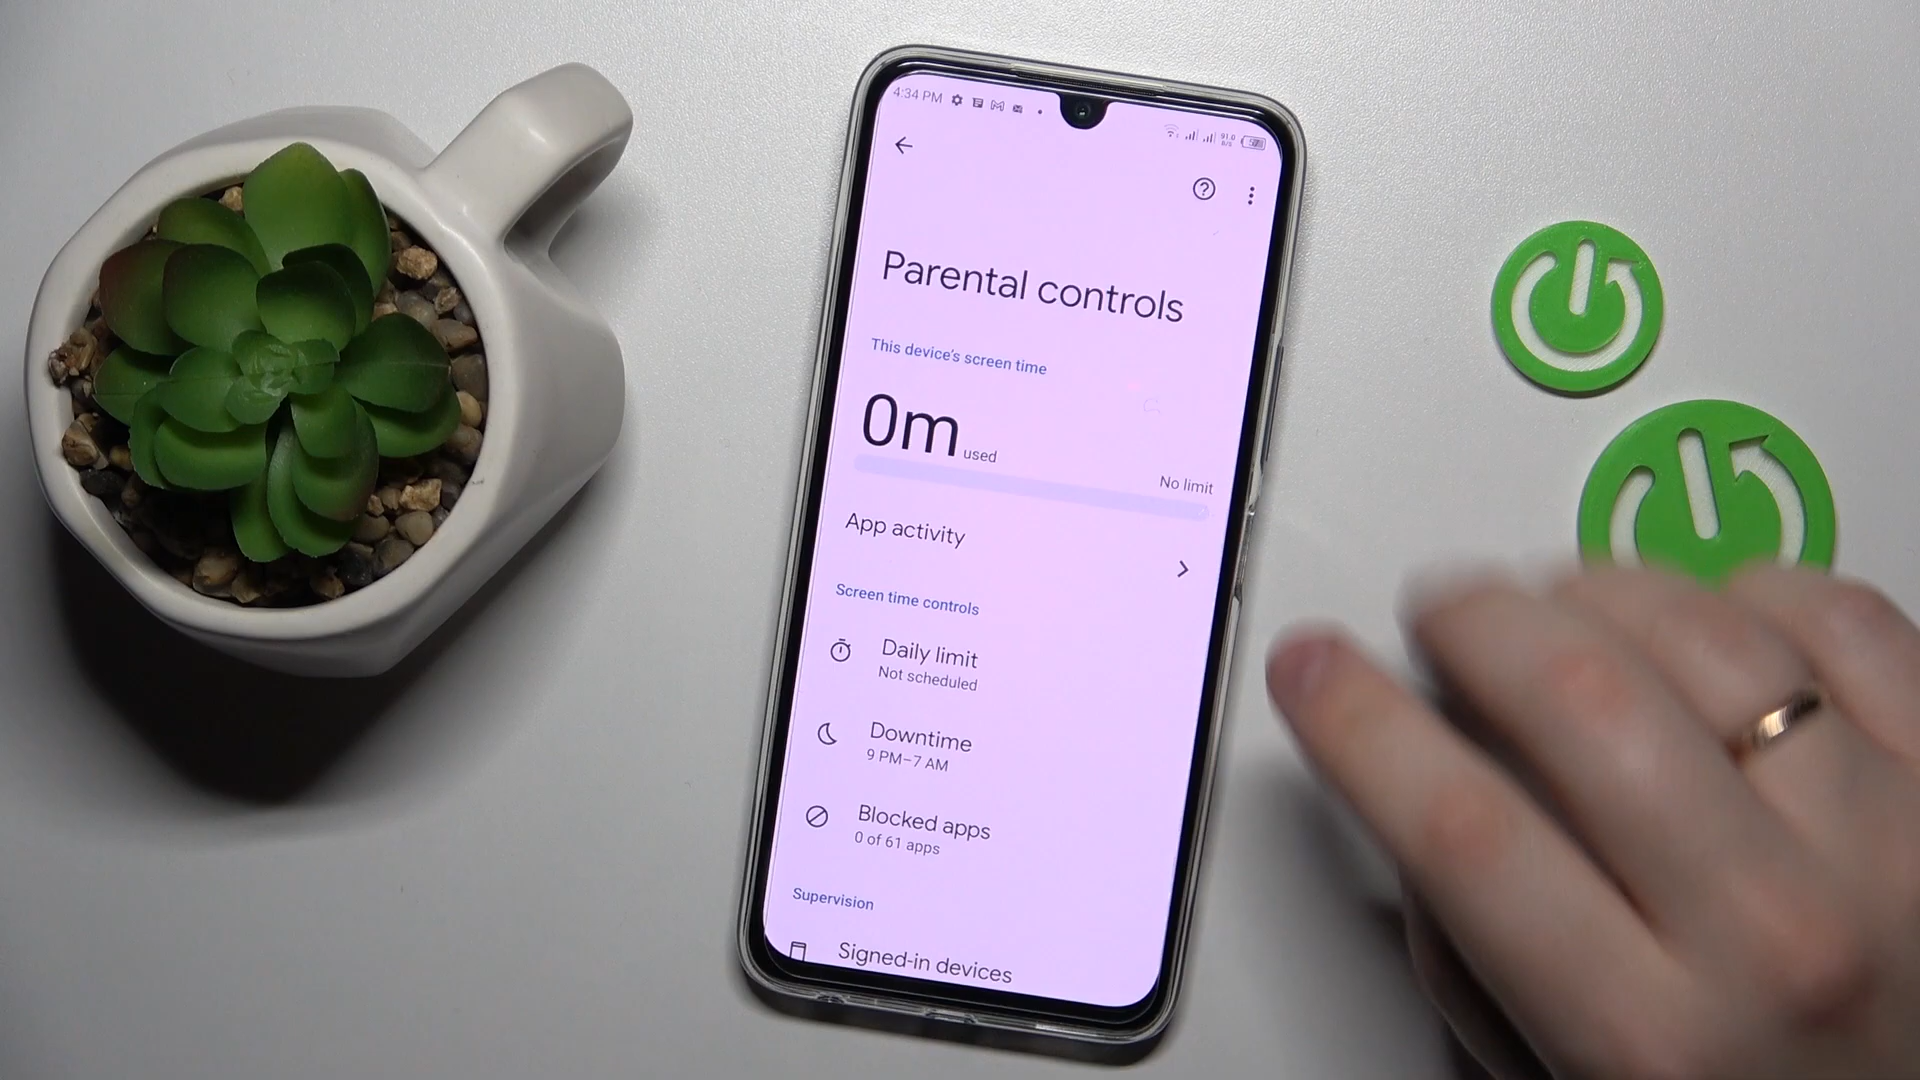 4:34 PM
Parental controls
This device's screen time
0m used
No limit
App activity
Screen time controls
Daily limit
Not scheduled
Downtime
9 PM–7 AM
Blocked apps
0 of 61 apps
Supervision
Signed-in devices